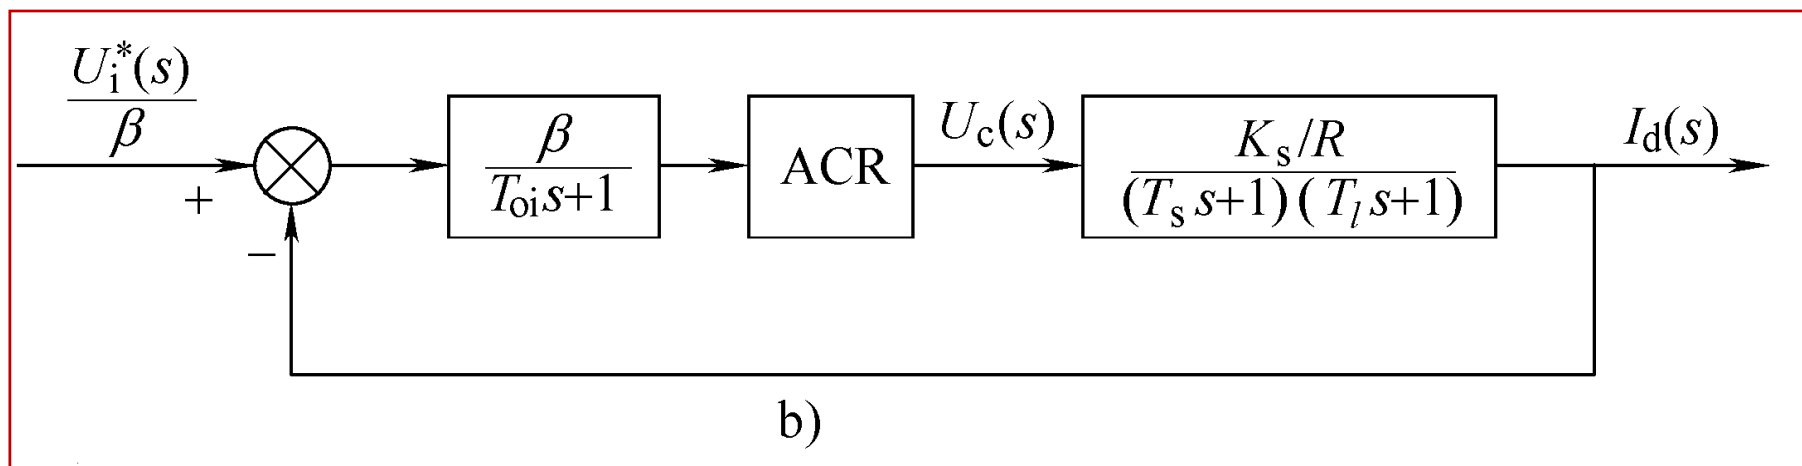 U_i^*(s)/β
+
−
β/(T_oi s+1)
ACR
U_c(s)
K_s/R / (T_s s+1)(T_l s+1)
I_d(s)
b)